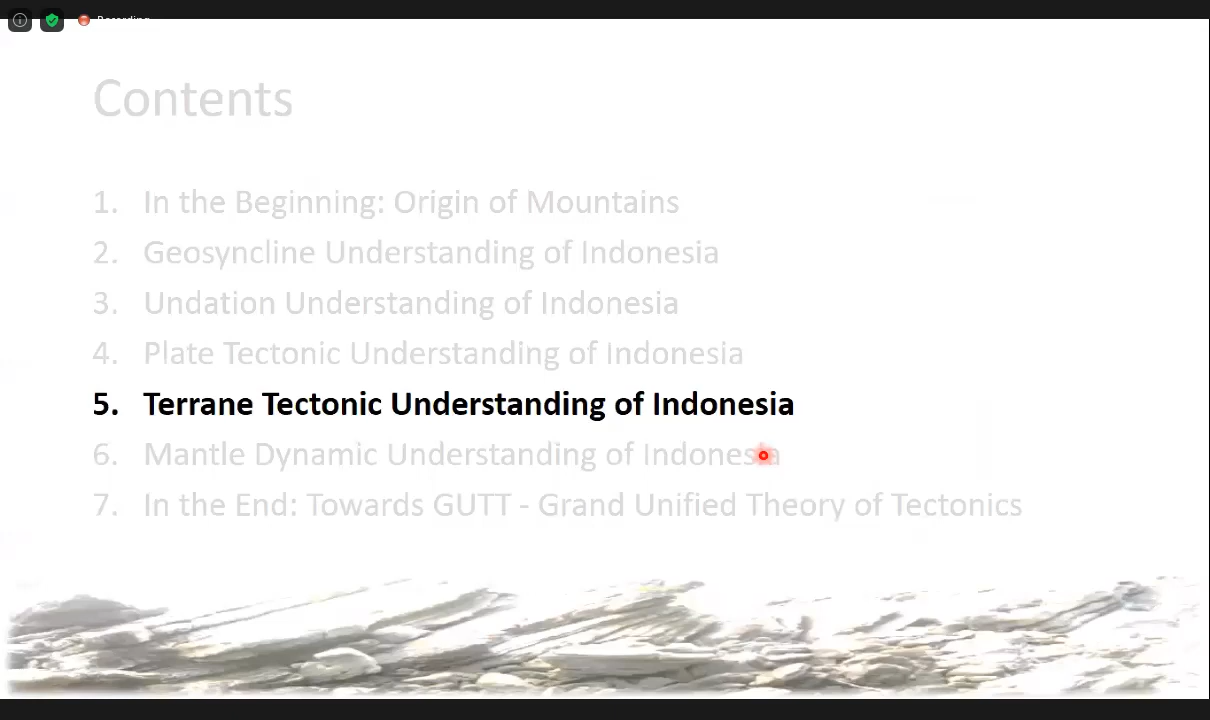 Recording
Contents
1. In the Beginning: Origin of Mountains
2. Geosyncline Understanding of Indonesia
3. Undation Understanding of Indonesia
4. Plate Tectonic Understanding of Indonesia
5. Terrane Tectonic Understanding of Indonesia
6. Mantle Dynamic Understanding of Indonesia
7. In the End: Towards GUTT - Grand Unified Theory of Tectonics